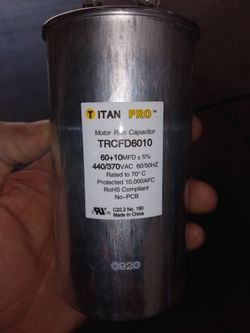 TITAN PRO™
Motor Run Capacitor
TRCFD6010
60+10MFD ± 5%
440/370VAC 60/50HZ
Rated to 70° C
Protected 10,000AFC
RoHS Compliant
No-PCB
C22.2 No. 190
Made In China
0920